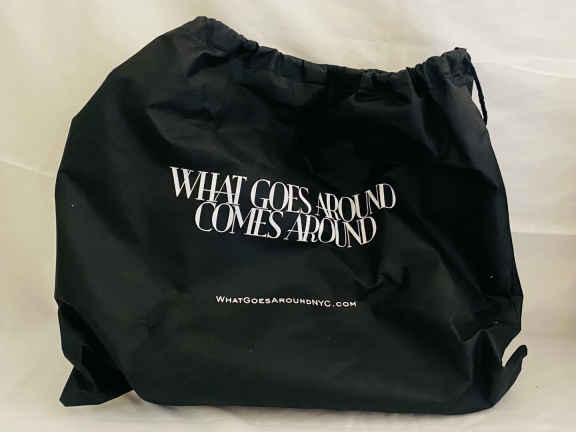 WHAT GOES AROUND
COMES AROUND
WHATGOESAROUNDNYC.COM